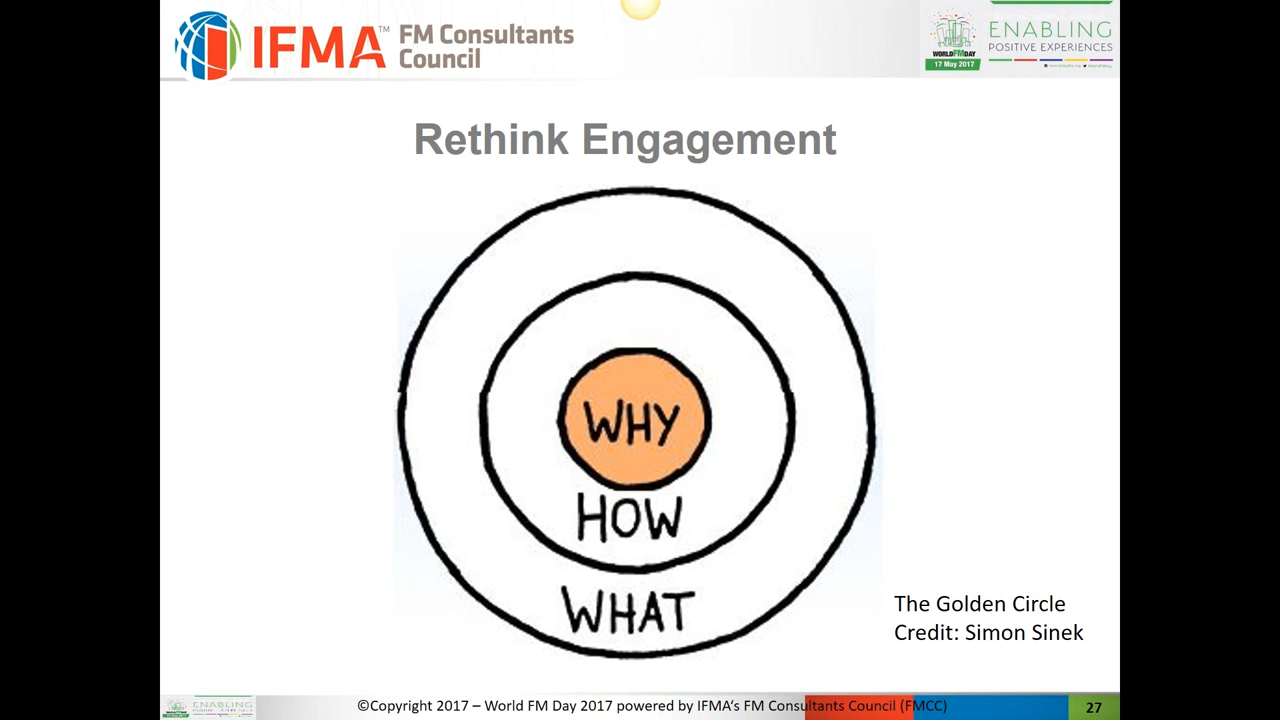 IFMA™ FM Consultants
Council
WORLD FM DAY
17 May 2017
ENABLING
POSITIVE EXPERIENCES
Rethink Engagement
WHY
HOW
WHAT
The Golden Circle
Credit: Simon Sinek
ENABLING
©Copyright 2017 – World FM Day 2017 powered by IFMA's FM Consultants Council (FMCC)
27